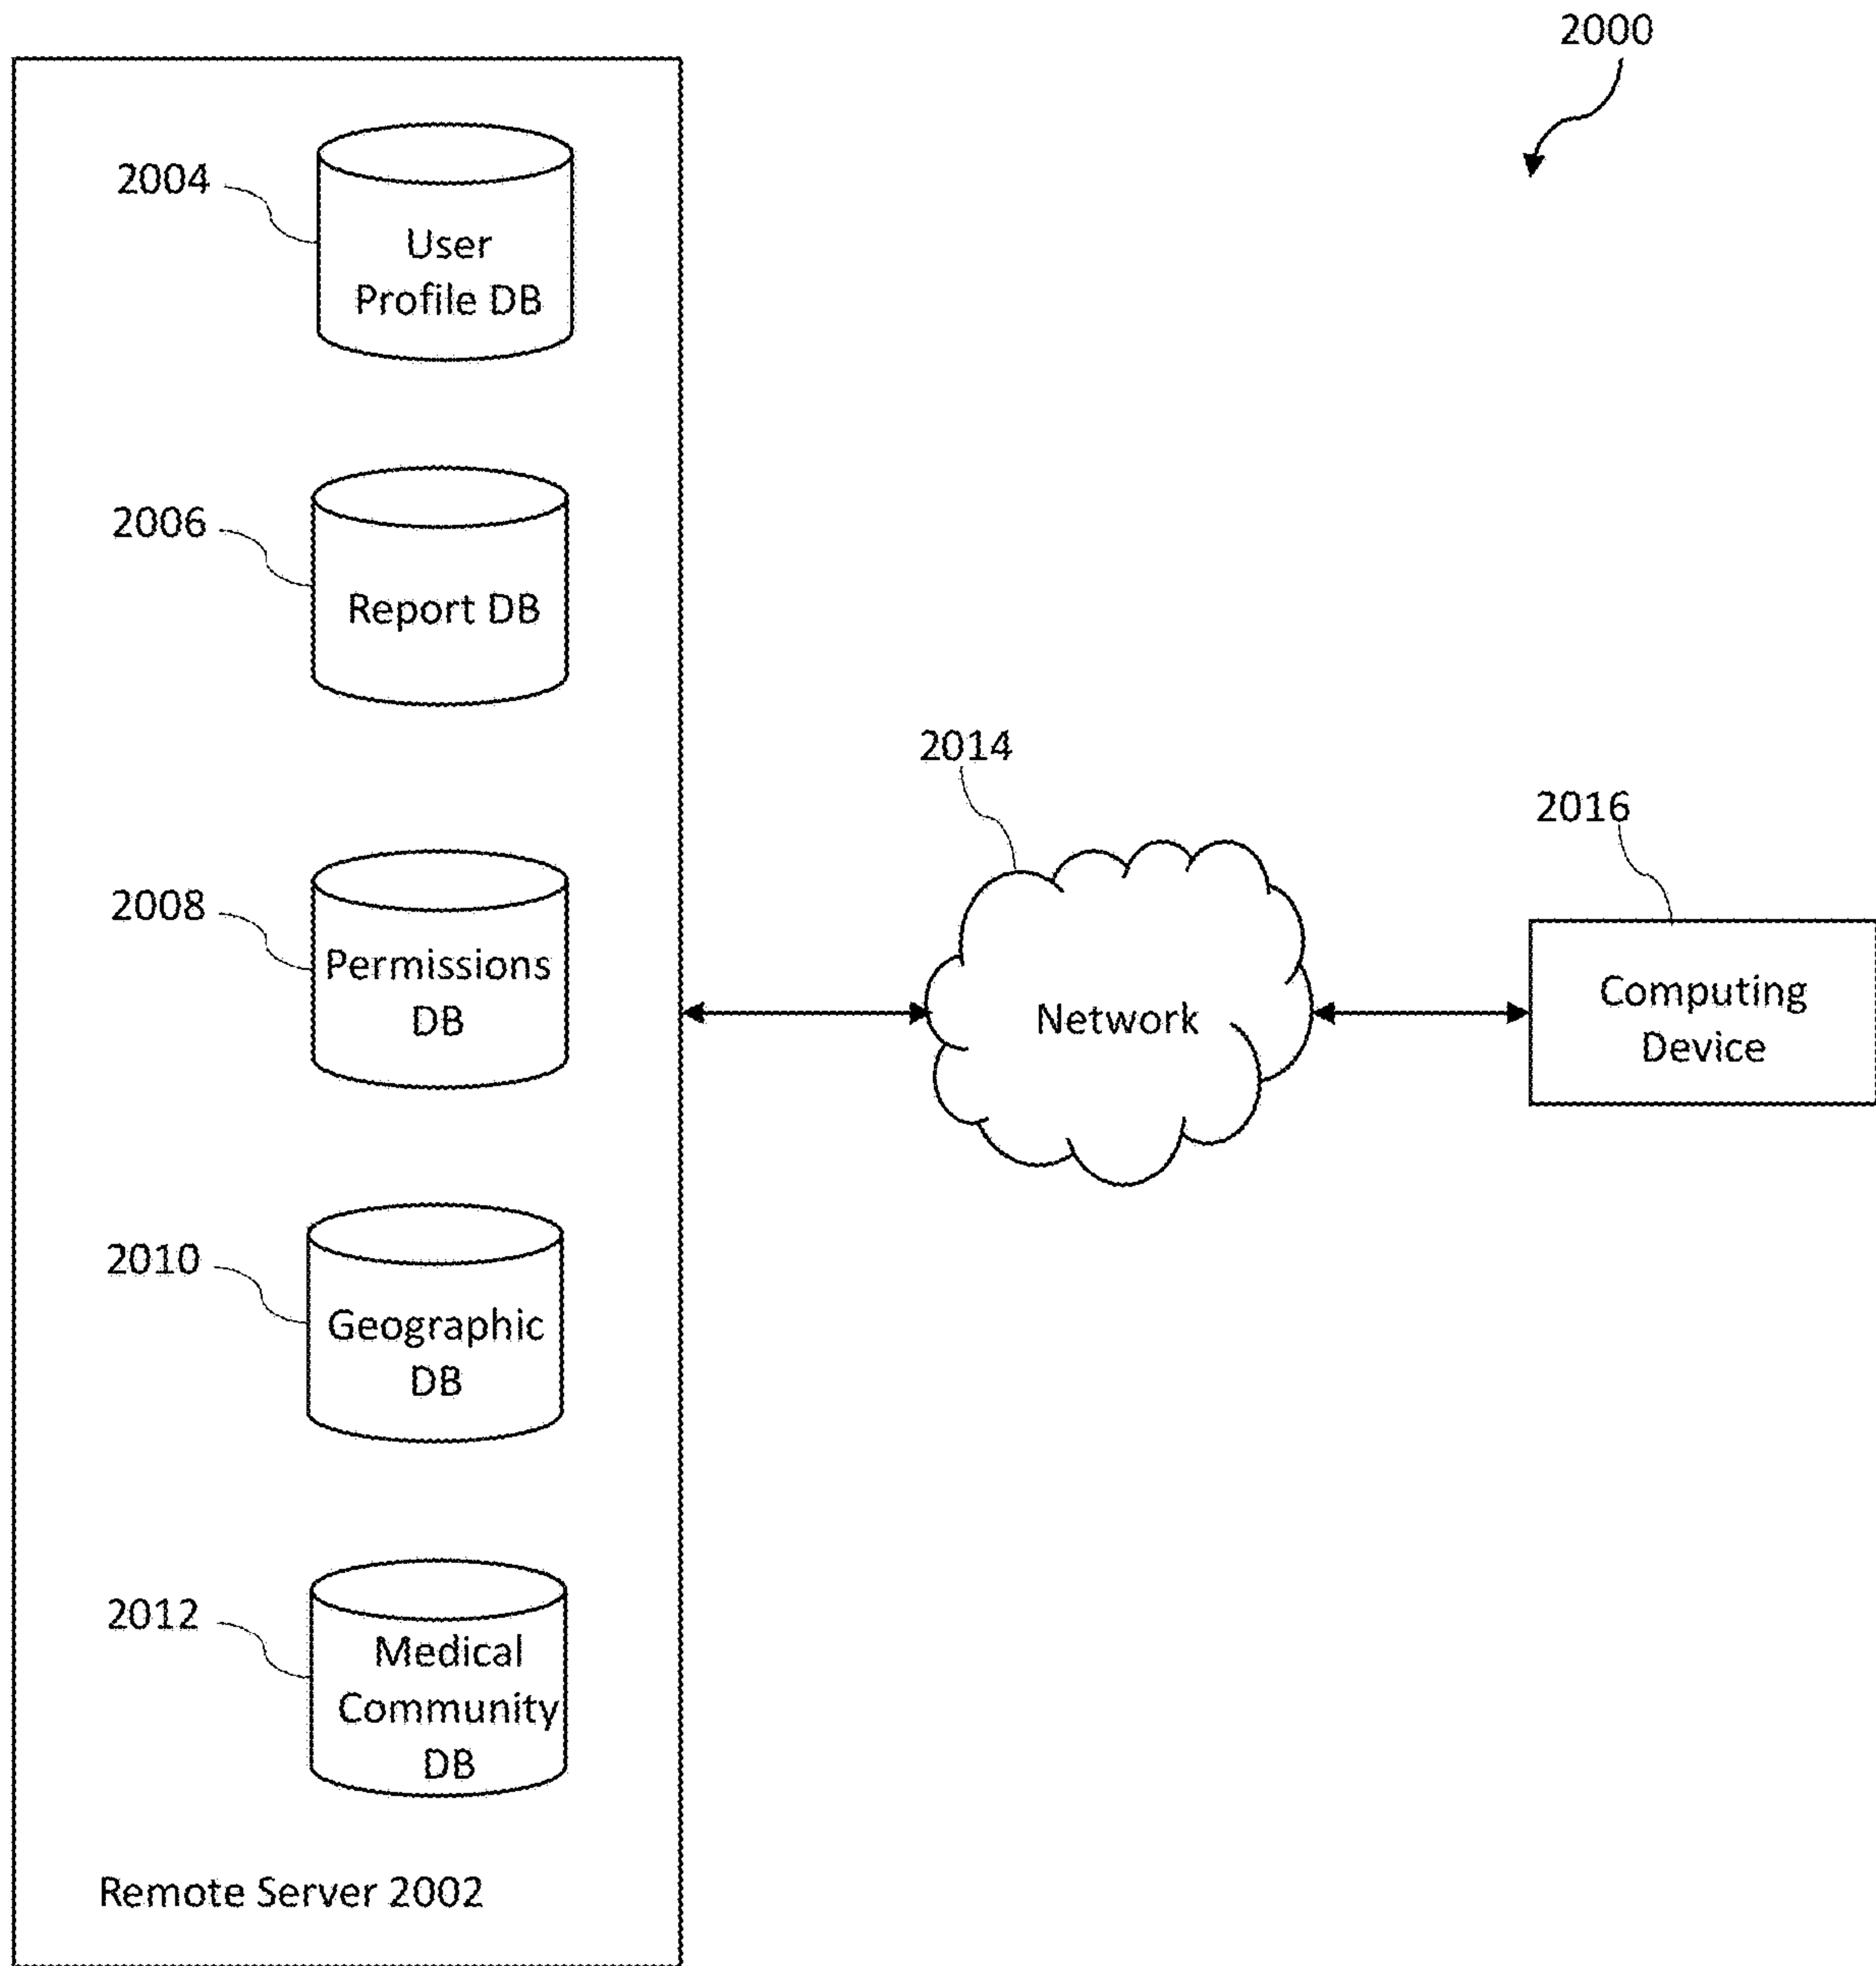 2000
2004
User
Profile DB
2006
Report DB
2008
Permissions
DB
2010
Geographic
DB
2012
Medical
Community
DB
Remote Server 2002
2014
Network
2016
Computing
Device